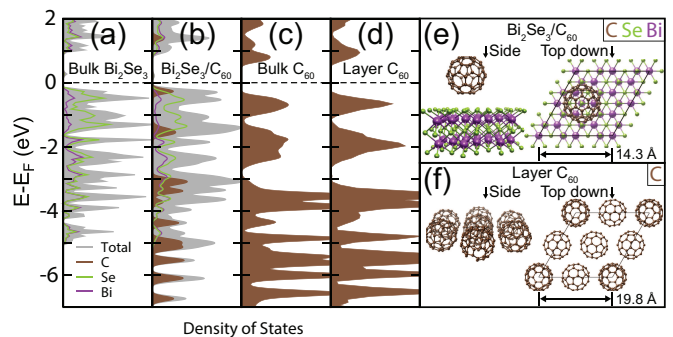 (a) (b) (c) (d)
Bulk Bi2Se3 Bi2Se3/C60 Bulk C60 Layer C60
2
0
-2
-4
-6
E-EF (eV)
Total
C
Se
Bi
Density of States
(e) Bi2Se3/C60 C Se Bi
Side Top down
14.3 Å
(f) Layer C60 C
Side Top down
19.8 Å